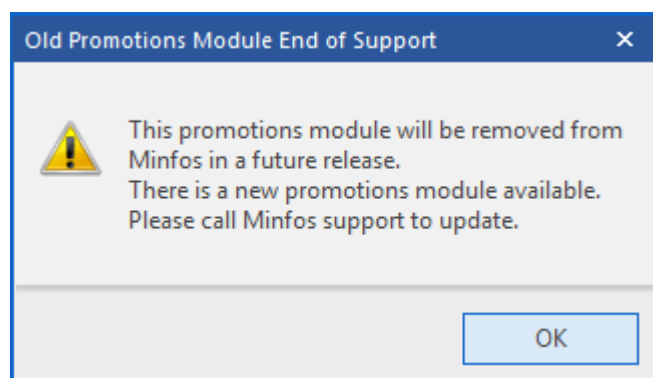 Old Promotions Module End of Support
This promotions module will be removed from
Minfos in a future release.
There is a new promotions module available.
Please call Minfos support to update.
OK